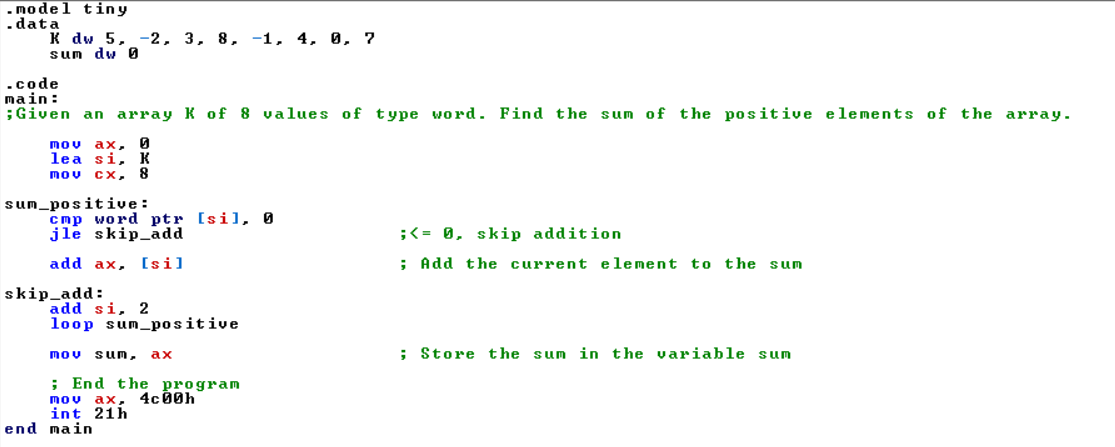 .model tiny
.data
    K dw 5, -2, 3, 8, -1, 4, 0, 7
    sum dw 0
.code
main:
;Given an array K of 8 values of type word. Find the sum of the positive elements of the array.
    mov ax, 0
    lea si, K
    mov cx, 8
sum_positive:
    cmp word ptr [si], 0
    jle skip_add                    ;<= 0, skip addition
    add ax, [si]                    ; Add the current element to the sum
skip_add:
    add si, 2
    loop sum_positive
    mov sum, ax                     ; Store the sum in the variable sum
    ; End the program
    mov ax, 4c00h
    int 21h
end main